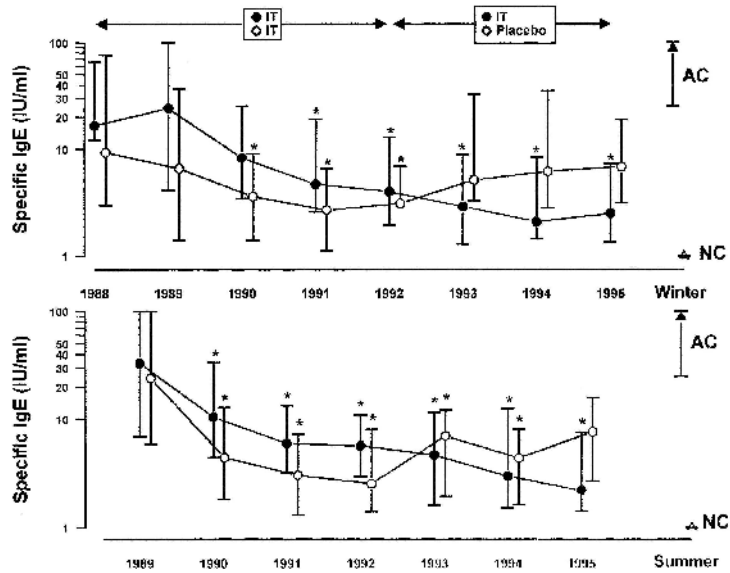 IT IT
IT Placebo
Specific IgE (IU/ml)
100
50
40
30
20
10
1
* * * * * * * *
AC
NC
1988 1989 1990 1991 1992 1993 1994 1995 Winter
Specific IgE (IU/ml)
100
50
40
30
20
10
1
* * * * * * * * * * *
AC
NC
1989 1990 1991 1992 1993 1994 1995 Summer